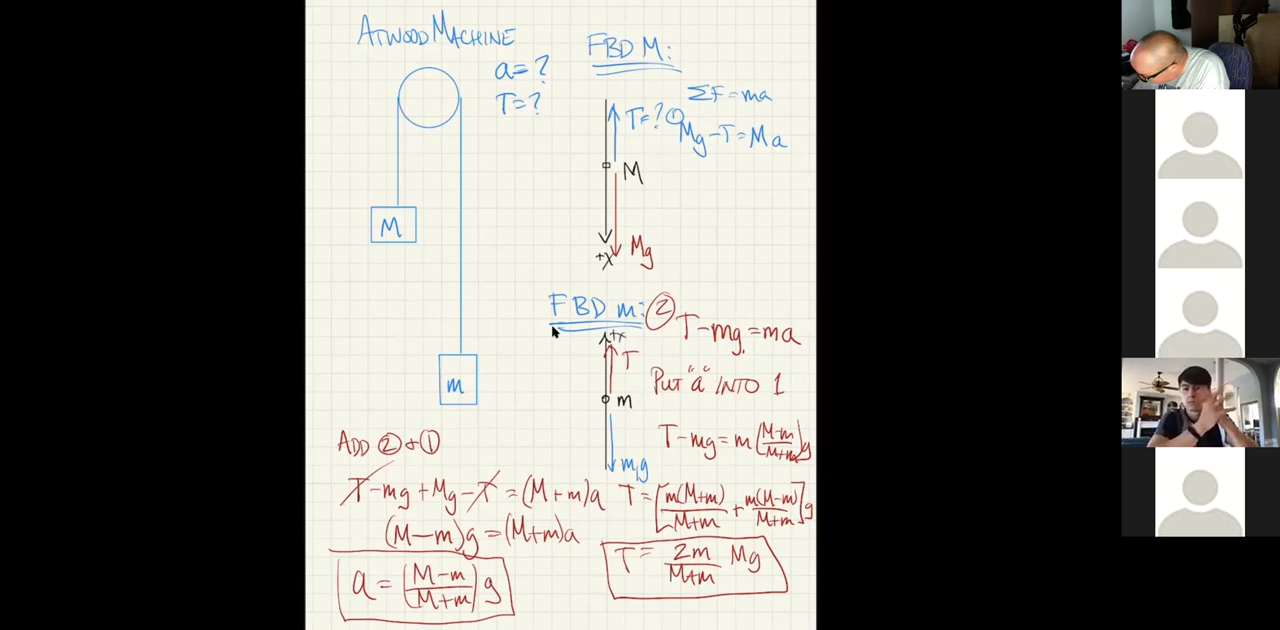 ATWOOD MACHINE
a = ?
T = ?
M
m
FBD M:
ΣF = ma
T = ? ① Mg - T = Ma
M
Mg
+x
FBD m: ② T - mg = ma
+x
T
m
mg
PUT "a" INTO 1
T - mg = m (M-m/M+m) g
ADD ② & ①
T - mg + Mg - T = (M+m)a
(M-m)g = (M+m)a
a = (M-m/M+m) g
T = [m(M+m)/M+m + m(M-m)/M+m] g
T = 2m/M+m Mg